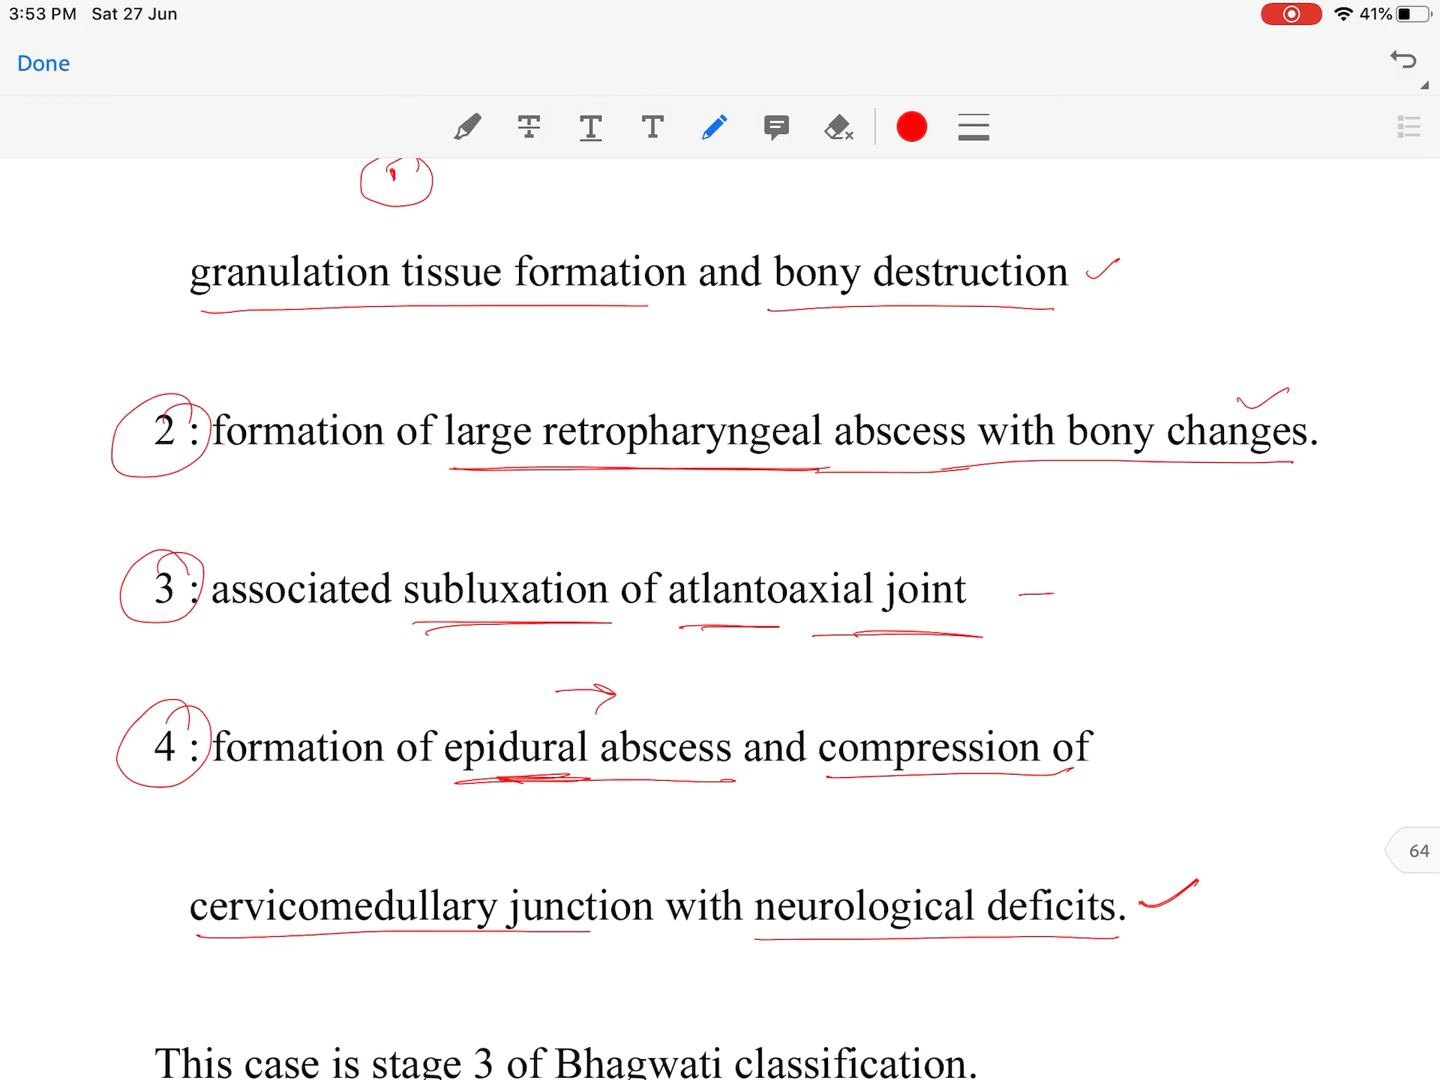 3:53 PM Sat 27 Jun 41%
Done
T T T
granulation tissue formation and bony destruction
2 : formation of large retropharyngeal abscess with bony changes.
3 : associated subluxation of atlantoaxial joint
4 : formation of epidural abscess and compression of
64
cervicomedullary junction with neurological deficits.
This case is stage 3 of Bhagwati classification.